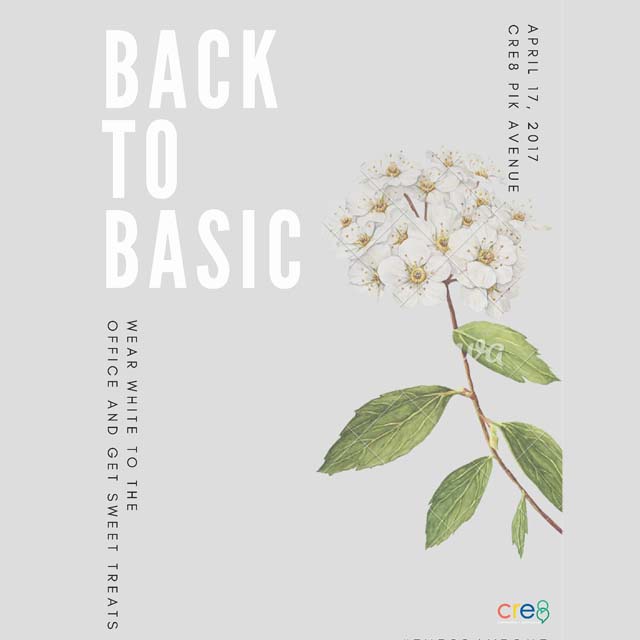 BACK
TO
BASIC
APRIL 17, 2017
CRE8 PIK AVENUE
WEAR WHITE TO THE
OFFICE AND GET SWEET TREATS
cre8